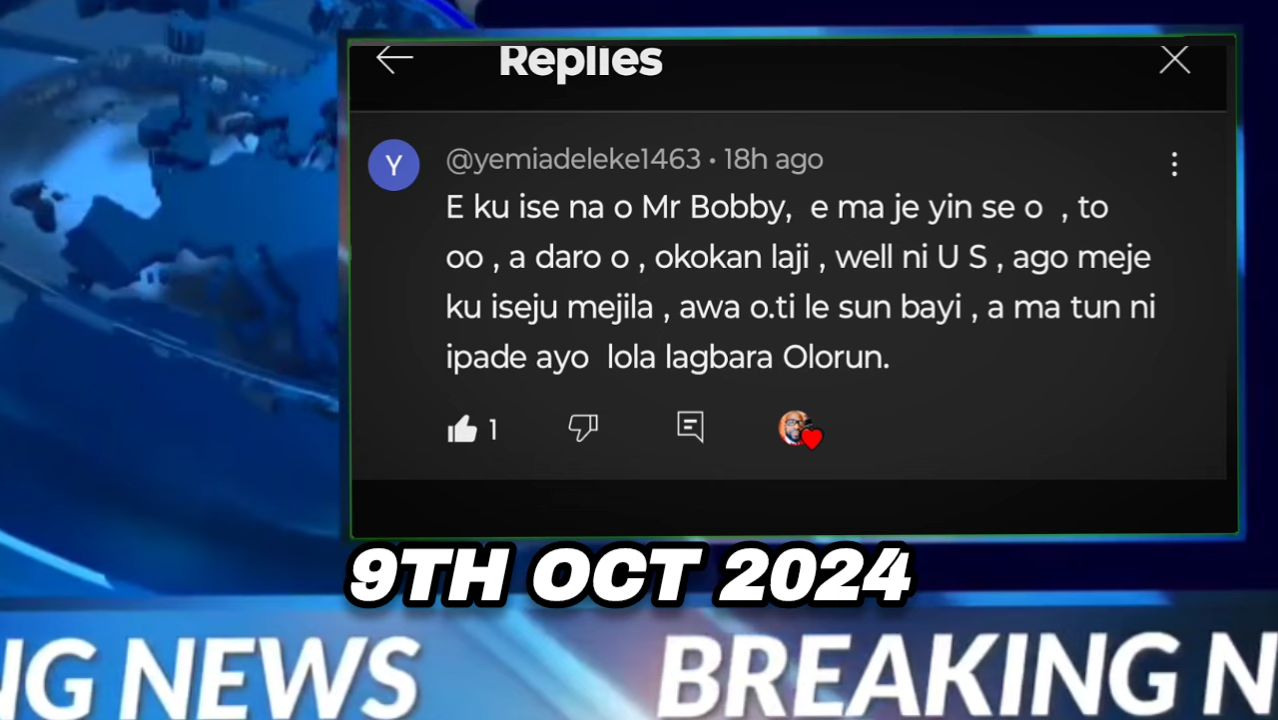 Replies
Y
@yemiadeleke1463 • 18h ago
E ku ise na o Mr Bobby, e ma je yin se o , to
oo , a daro o , okokan laji , well ni U S , ago meje
ku iseju mejila , awa o.ti le sun bayi , a ma tun ni
ipade ayo lola lagbara Olorun.
1
9TH OCT 2024
NG NEWS BREAKING N